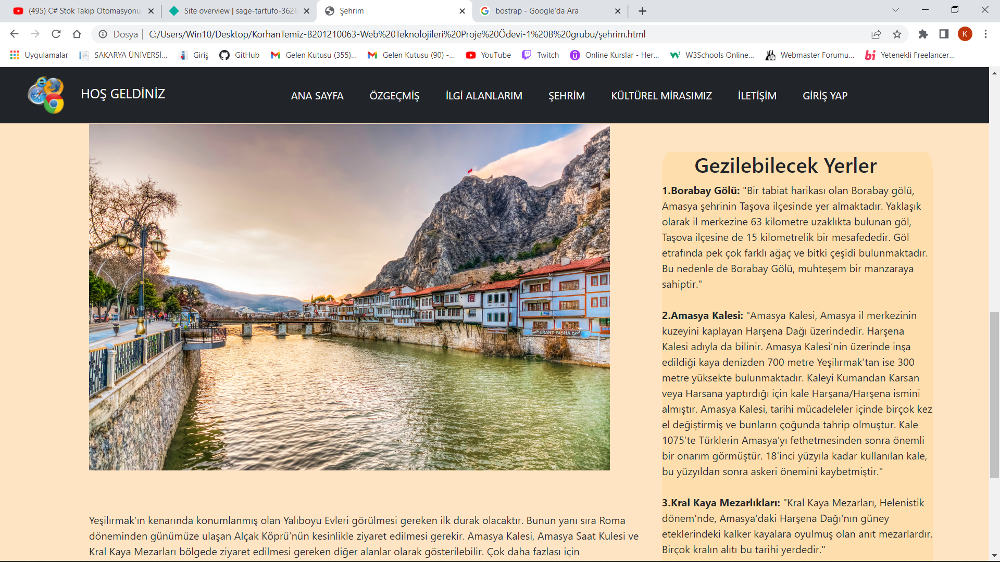 (495) C# Stok Takip Otomasyonu
Site overview | sage-tartufo-3626
Şehrim
bostrap - Google'da Ara
Dosya
C:/Users/Win10/Desktop/KorhanTemiz-B201210063-Web%20Teknolojileri%20Proje%20Ödevi-1%20B%20grubu/şehrim.html
K
Uygulamalar
SAKARYA ÜNİVERSİ...
Giriş
GitHub
Gelen Kutusu (355)...
Gelen Kutusu (90) -...
YouTube
Twitch
Online Kurslar - Her...
W3Schools Online...
Webmaster Forumu...
Yetenekli Freelancer...
HOŞ GELDİNİZ
ANA SAYFA
ÖZGEÇMİŞ
İLGİ ALANLARIM
ŞEHRİM
KÜLTÜREL MİRASIMIZ
İLETİŞİM
GİRİŞ YAP
GRAND PASHA
Yeşilırmak’ın kenarında konumlanmış olan Yalıboyu Evleri görülmesi gereken ilk durak olacaktır. Bunun yanı sıra Roma
döneminden günümüze ulaşan Alçak Köprü’nün kesinlikle ziyaret edilmesi gerekir. Amasya Kalesi, Amasya Saat Kulesi ve
Kral Kaya Mezarları bölgede ziyaret edilmesi gereken diğer alanlar olarak gösterilebilir. Çok daha fazlası için
Gezilebilecek Yerler
1.Borabay Gölü: "Bir tabiat harikası olan Borabay gölü,
Amasya şehrinin Taşova ilçesinde yer almaktadır. Yaklaşık
olarak il merkezine 63 kilometre uzaklıkta bulunan göl,
Taşova ilçesine de 15 kilometrelik bir mesafededir. Göl
etrafında pek çok farklı ağaç ve bitki çeşidi bulunmaktadır.
Bu nedenle de Borabay Gölü, muhteşem bir manzaraya
sahiptir."
2.Amasya Kalesi: "Amasya Kalesi, Amasya il merkezinin
kuzeyini kaplayan Harşena Dağı üzerindedir. Harşena
Kalesi adıyla da bilinir. Amasya Kalesi’nin üzerinde inşa
edildiği kaya denizden 700 metre Yeşilırmak’tan ise 300
metre yüksekte bulunmaktadır. Kaleyi Kumandan Karsan
veya Harsana yaptırdığı için kale Harşana/Harşena ismini
almıştır. Amasya Kalesi, tarihi mücadeleler içinde birçok kez
el değiştirmiş ve bunların çoğunda tahrip olmuştur. Kale
1075’te Türklerin Amasya’yı fethetmesinden sonra önemli
bir onarım görmüştür. 18'inci yüzyıla kadar kullanılan kale,
bu yüzyıldan sonra askeri önemini kaybetmiştir."
3.Kral Kaya Mezarlıkları: "Kral Kaya Mezarları, Helenistik
dönem'nde, Amasya'daki Harşena Dağı'nın güney
eteklerindeki kalker kayalara oyulmuş olan anıt mezarlardır.
Birçok kralın alıtı bu tarihi yerdedir."